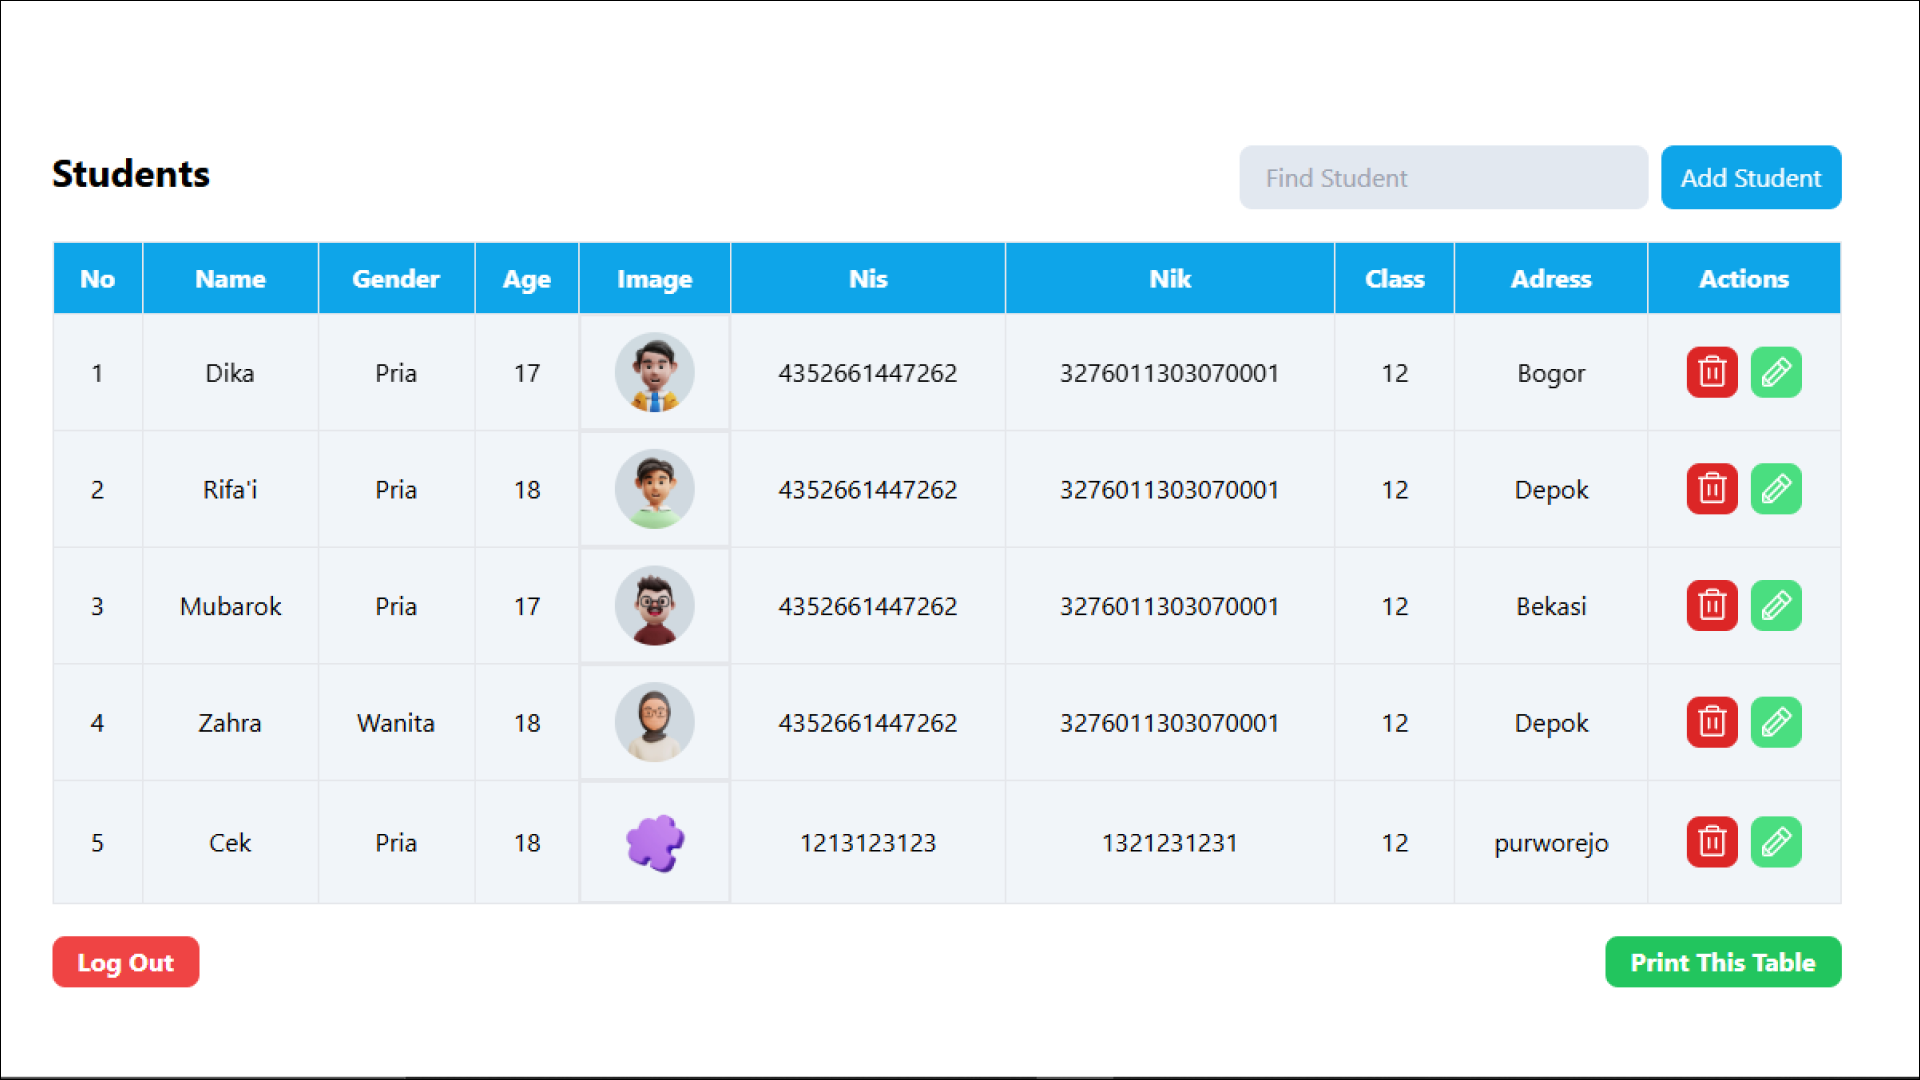 Students
Find Student
Add Student
No Name Gender Age Image Nis Nik Class Adress Actions
1 Dika Pria 17 4352661447262 3276011303070001 12 Bogor
2 Rifa'i Pria 18 4352661447262 3276011303070001 12 Depok
3 Mubarok Pria 17 4352661447262 3276011303070001 12 Bekasi
4 Zahra Wanita 18 4352661447262 3276011303070001 12 Depok
5 Cek Pria 18 1213123123 1321231231 12 purworejo
Log Out
Print This Table